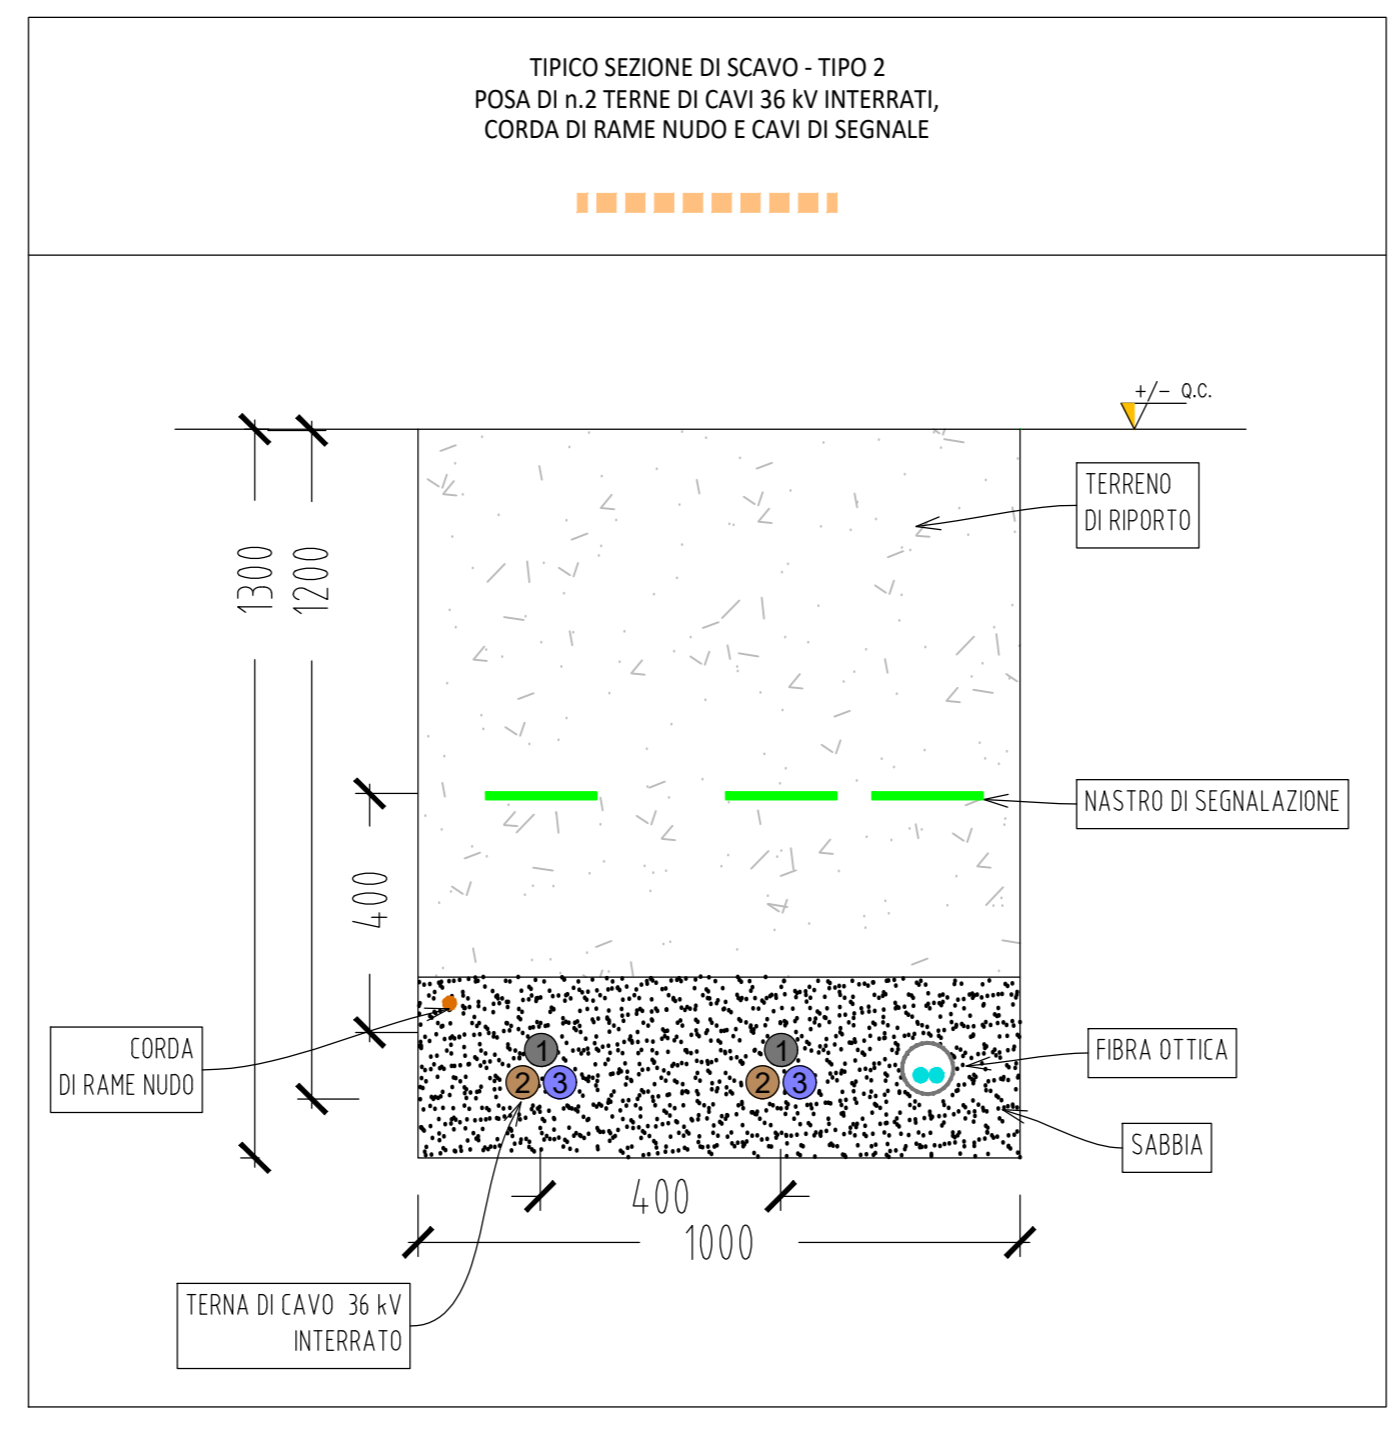 TIPICO SEZIONE DI SCAVO - TIPO 2
POSA DI n.2 TERNE DI CAVI 36 kV INTERRATI,
CORDA DI RAME NUDO E CAVI DI SEGNALE
+/- Q.C.
TERRENO
DI RIPORTO
1300
1200
NASTRO DI SEGNALAZIONE
400
CORDA
DI RAME NUDO
1
2
3
1
2
3
FIBRA OTTICA
SABBIA
400
1000
TERNA DI CAVO 36 kV
INTERRATO